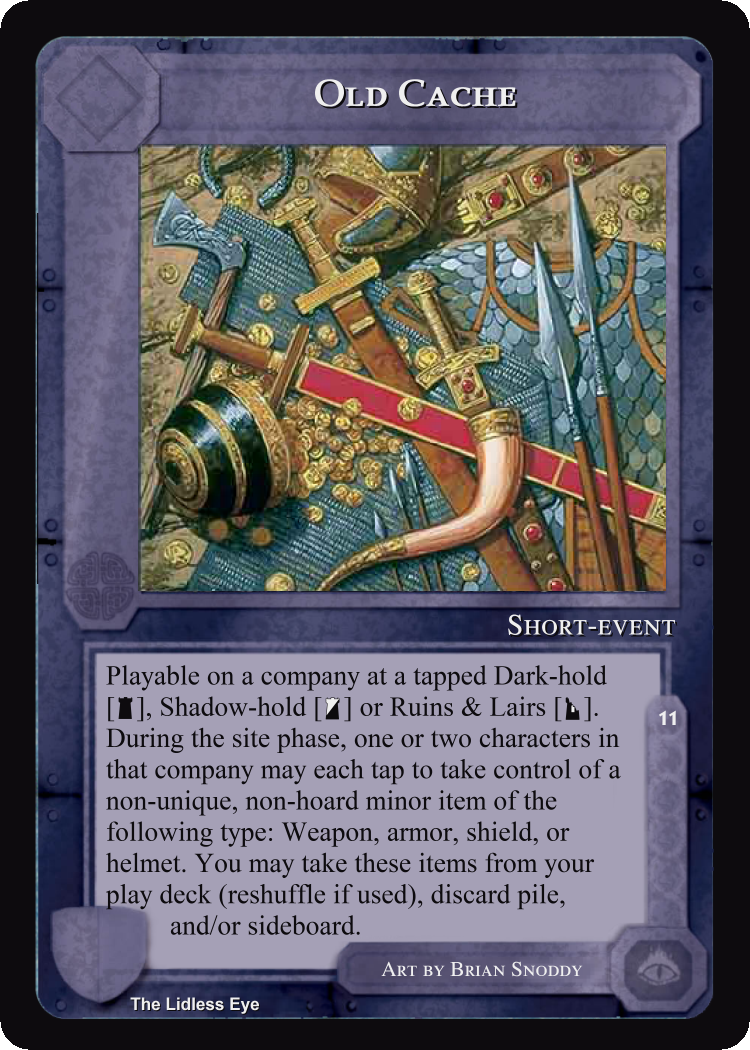 Old Cache
Short-event
Playable on a company at a tapped Dark-hold
[], Shadow-hold [] or Ruins & Lairs [].
During the site phase, one or two characters in
that company may each tap to take control of a
non-unique, non-hoard minor item of the
following type: Weapon, armor, shield, or
helmet. You may take these items from your
play deck (reshuffle if used), discard pile,
and/or sideboard.
11
Art by Brian Snoddy
The Lidless Eye